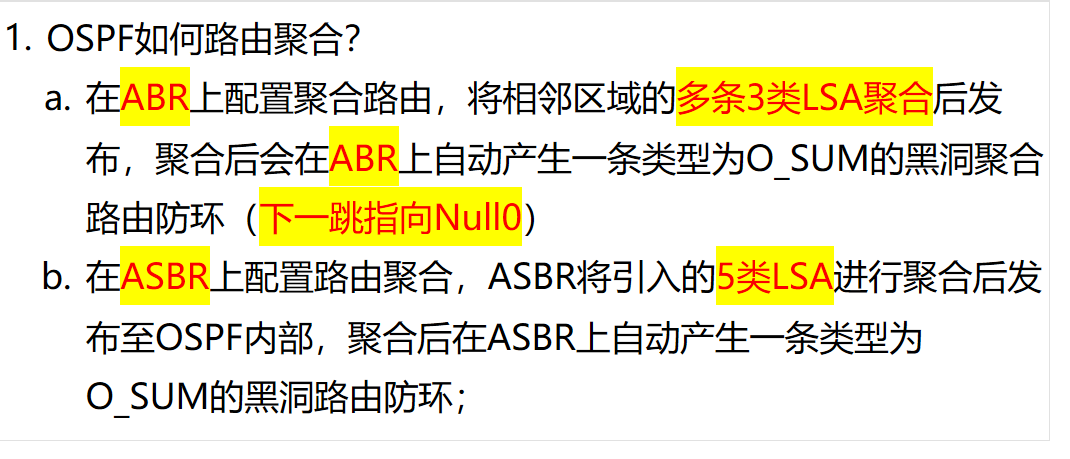 1. OSPF如何路由聚合？
a. 在ABR上配置聚合路由，将相邻区域的多条3类LSA聚合后发
布，聚合后会在ABR上自动产生一条类型为O_SUM的黑洞聚合
路由防环（下一跳指向Null0）
b. 在ASBR上配置路由聚合，ASBR将引入的5类LSA进行聚合后发
布至OSPF内部，聚合后在ASBR上自动产生一条类型为
O_SUM的黑洞路由防环；